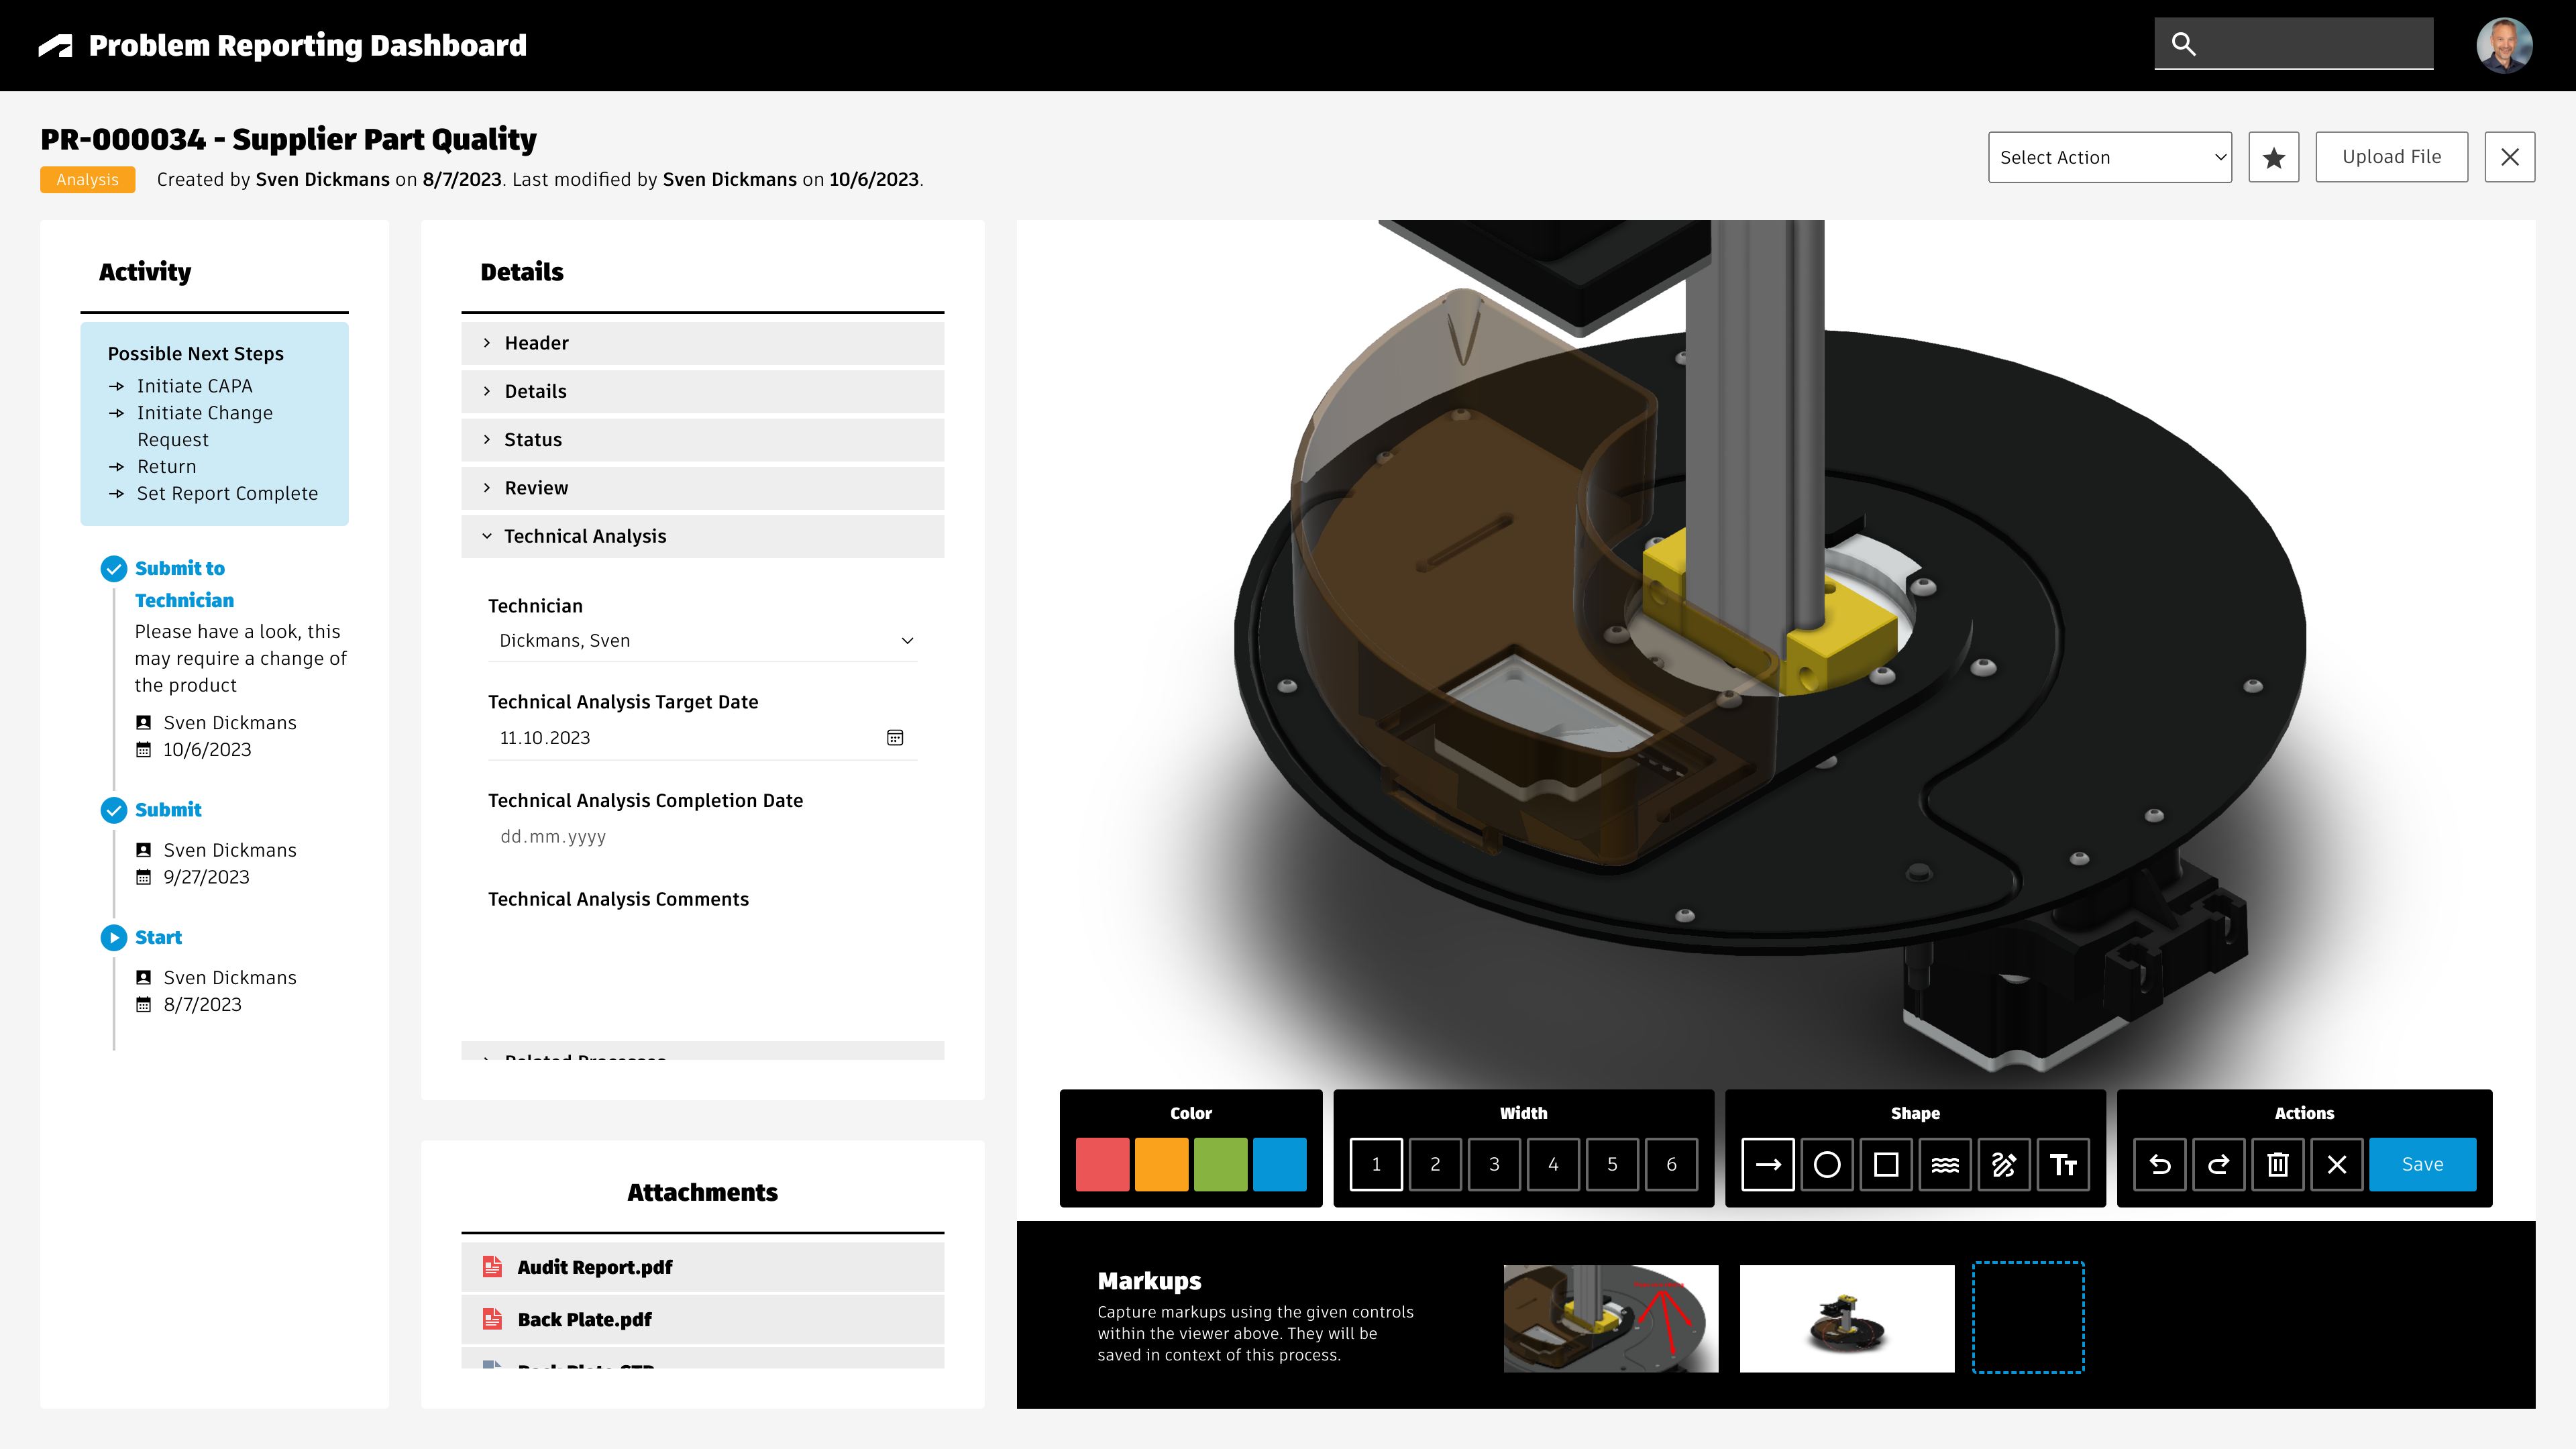 Problem Reporting Dashboard
PR-000034 - Supplier Part Quality
Analysis
Created by Sven Dickmans on 8/7/2023. Last modified by Sven Dickmans on 10/6/2023.
Select Action
Upload File
Activity
Possible Next Steps
Initiate CAPA
Initiate Change
Request
Return
Set Report Complete
Submit to
Technician
Please have a look, this
may require a change of
the product
Sven Dickmans
10/6/2023
Submit
Sven Dickmans
9/27/2023
Start
Sven Dickmans
8/7/2023
Details
Header
Details
Status
Review
Technical Analysis
Technician
Dickmans, Sven
Technical Analysis Target Date
11.10.2023
Technical Analysis Completion Date
dd.mm.yyyy
Technical Analysis Comments
Related Processes
Attachments
Audit Report.pdf
Back Plate.pdf
Color
Width
1 2 3 4 5 6
Shape
Tт
Actions
Save
Markups
Capture markups using the given controls
within the viewer above. They will be
saved in context of this process.